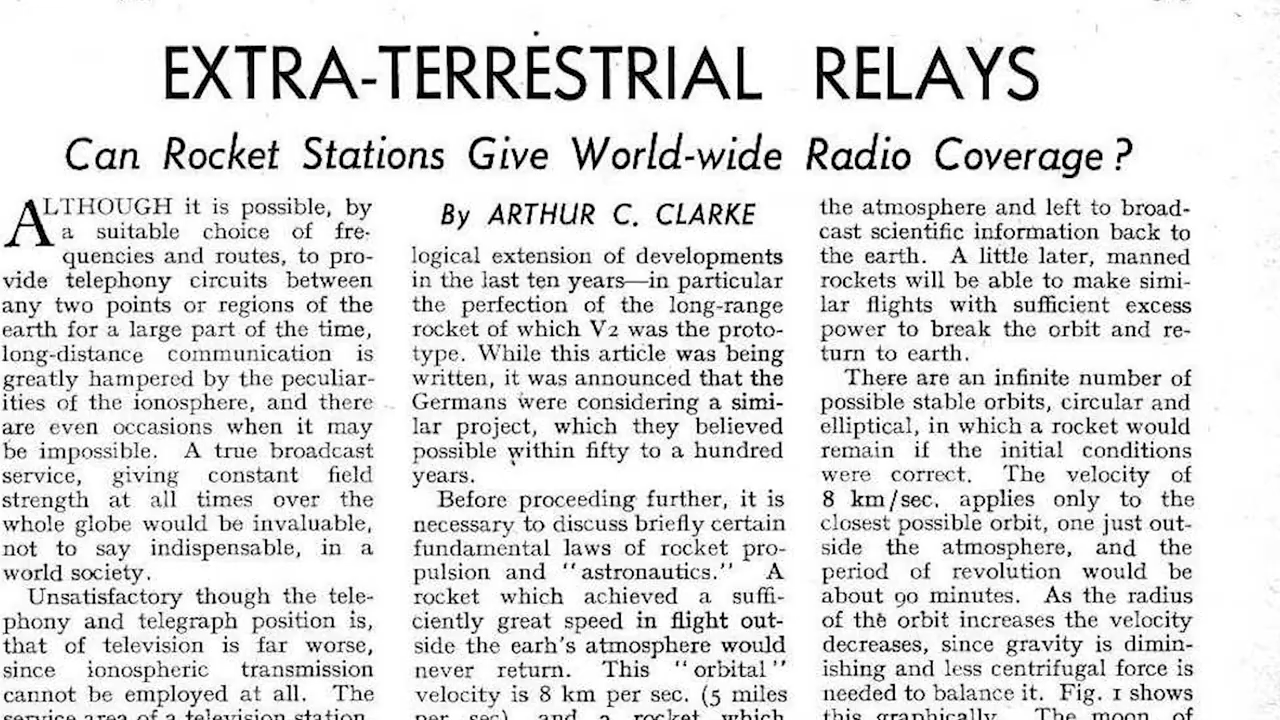 EXTRA-TERRESTRIAL RELAYS
Can Rocket Stations Give World-wide Radio Coverage?
By ARTHUR C. CLARKE
ALTHOUGH it is possible, by
a suitable choice of fre-
quencies and routes, to pro-
vide telephony circuits between
any two points or regions of the
earth for a large part of the time,
long-distance communication is
greatly hampered by the peculiar-
ities of the ionosphere, and there
are even occasions when it may
be impossible. A true broadcast
service, giving constant field
strength at all times over the
whole globe would be invaluable,
not to say indispensable, in a
world society.
Unsatisfactory though the tele-
phony and telegraph position is,
that of television is far worse,
since ionospheric transmission
cannot be employed at all. The
service area of a television station,
logical extension of developments
in the last ten years—in particular
the perfection of the long-range
rocket of which V2 was the proto-
type. While this article was being
written, it was announced that the
Germans were considering a simi-
lar project, which they believed
possible within fifty to a hundred
years.
Before proceeding further, it is
necessary to discuss briefly certain
fundamental laws of rocket pro-
pulsion and "astronautics." A
rocket which achieved a suffi-
ciently great speed in flight out-
side the earh's atmosphere would
never return. This "orbital"
velocity is 8 km per sec. (5 miles
per sec), and a rocket which
the atmosphere and left to broad-
cast scientific information back to
the earth. A little later, manned
rockets will be able to make simi-
lar flights with sufficient excess
power to break the orbit and re-
turn to earth.
There are an infinite number of
possible stable orbits, circular and
elliptical, in which a rocket would
remain if the initial conditions
were correct. The velocity of
8 km/sec. applies only to the
closest possible orbit, one just out-
side the atmosphere, and the
period of revolution would be
about 90 minutes. As the radius
of the orbit increases the velocity
decreases, since gravity is dimin-
ishing and less centrifugal force is
needed to balance it. Fig. 1 shows
this graphically. The moon, of